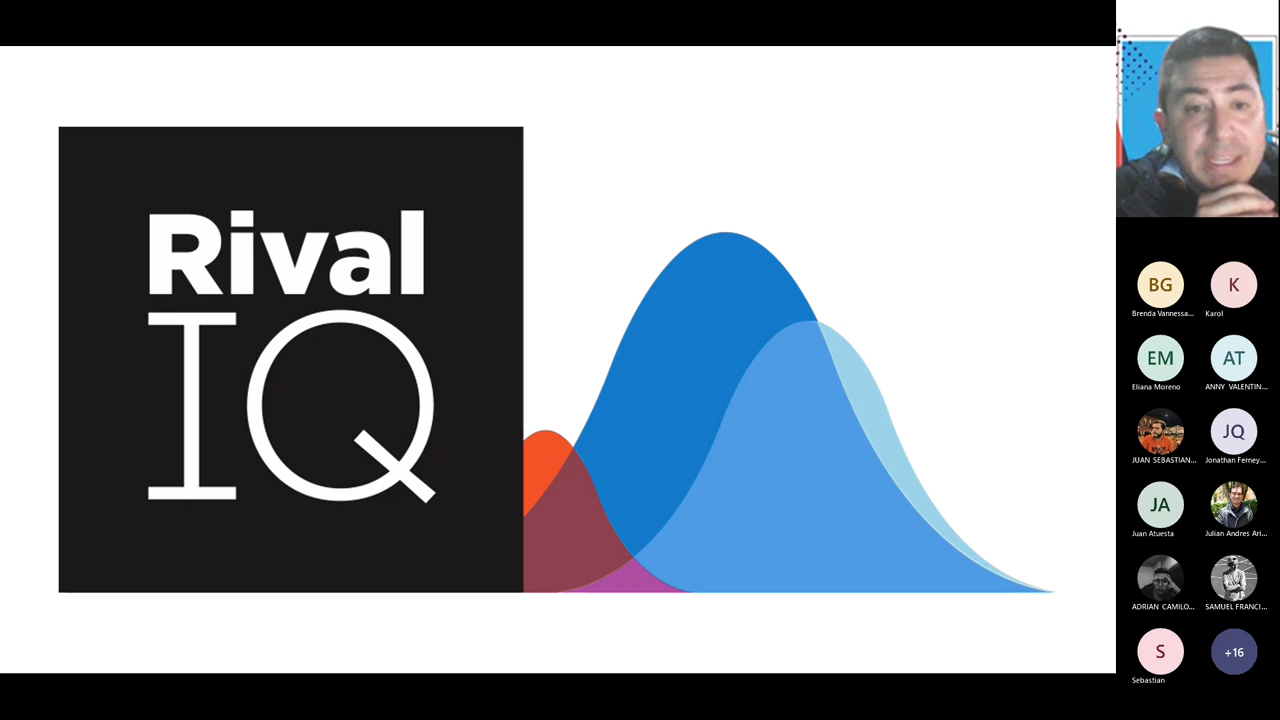 Rival
IQ
BG
K
Brenda Vannessa...
Karol
EM
AT
Eliana Moreno
ANNY VALENTIN...
JQ
JUAN SEBASTIAN...
Jonathan Ferney...
JA
Juan Atuesta
Julian Andres Ari...
ADRIAN CAMILO...
SAMUEL FRANCI...
S
+16
Sebastian